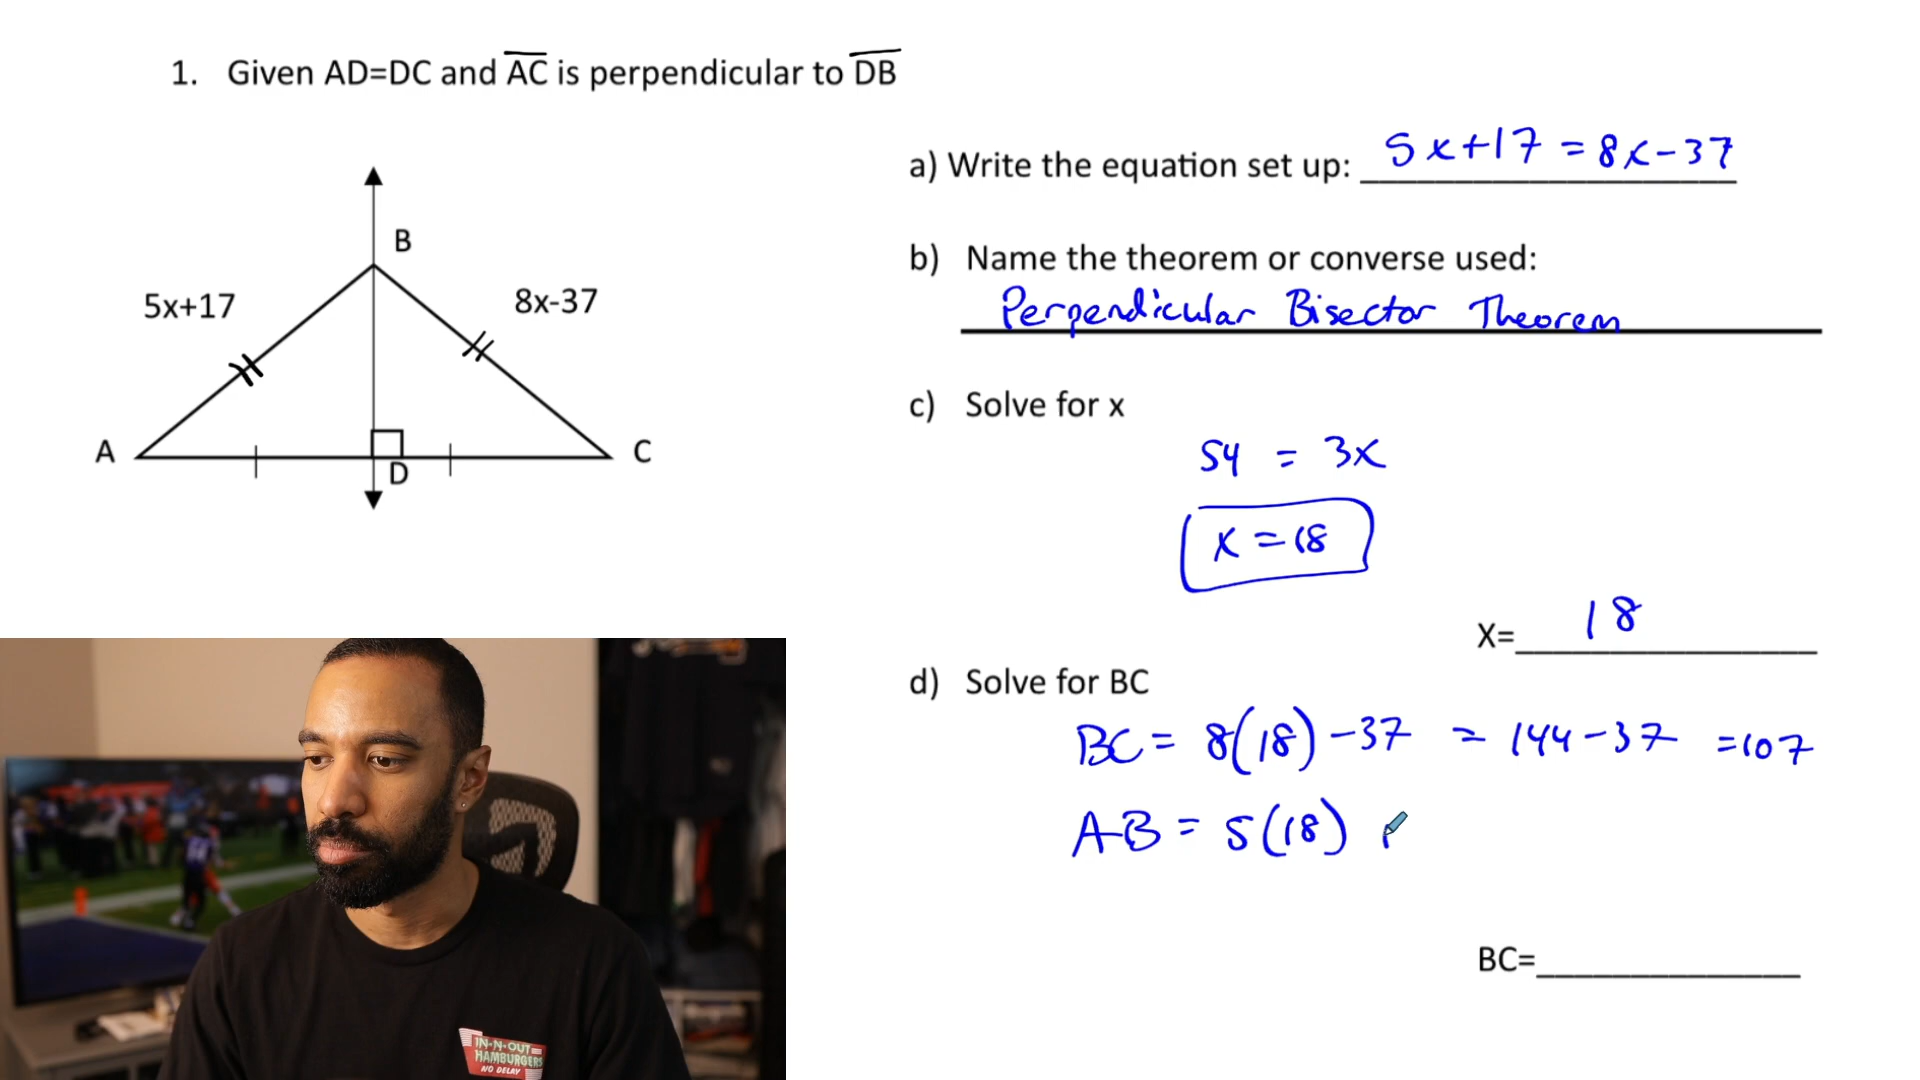 1. Given AD=DC and AC is perpendicular to DB
a) Write the equation set up: 5x+17 = 8x-37
B
b) Name the theorem or converse used:
5x+17
8x-37
Perpendicular Bisector Theorem
c) Solve for x
A
C
D
54 = 3x
x = 18
X= 18
d) Solve for BC
BC = 8(18) -37 = 144-37 =107
AB = 5(18)
BC=
IN-N-OUT
HAMBURGERS
NO DELAY